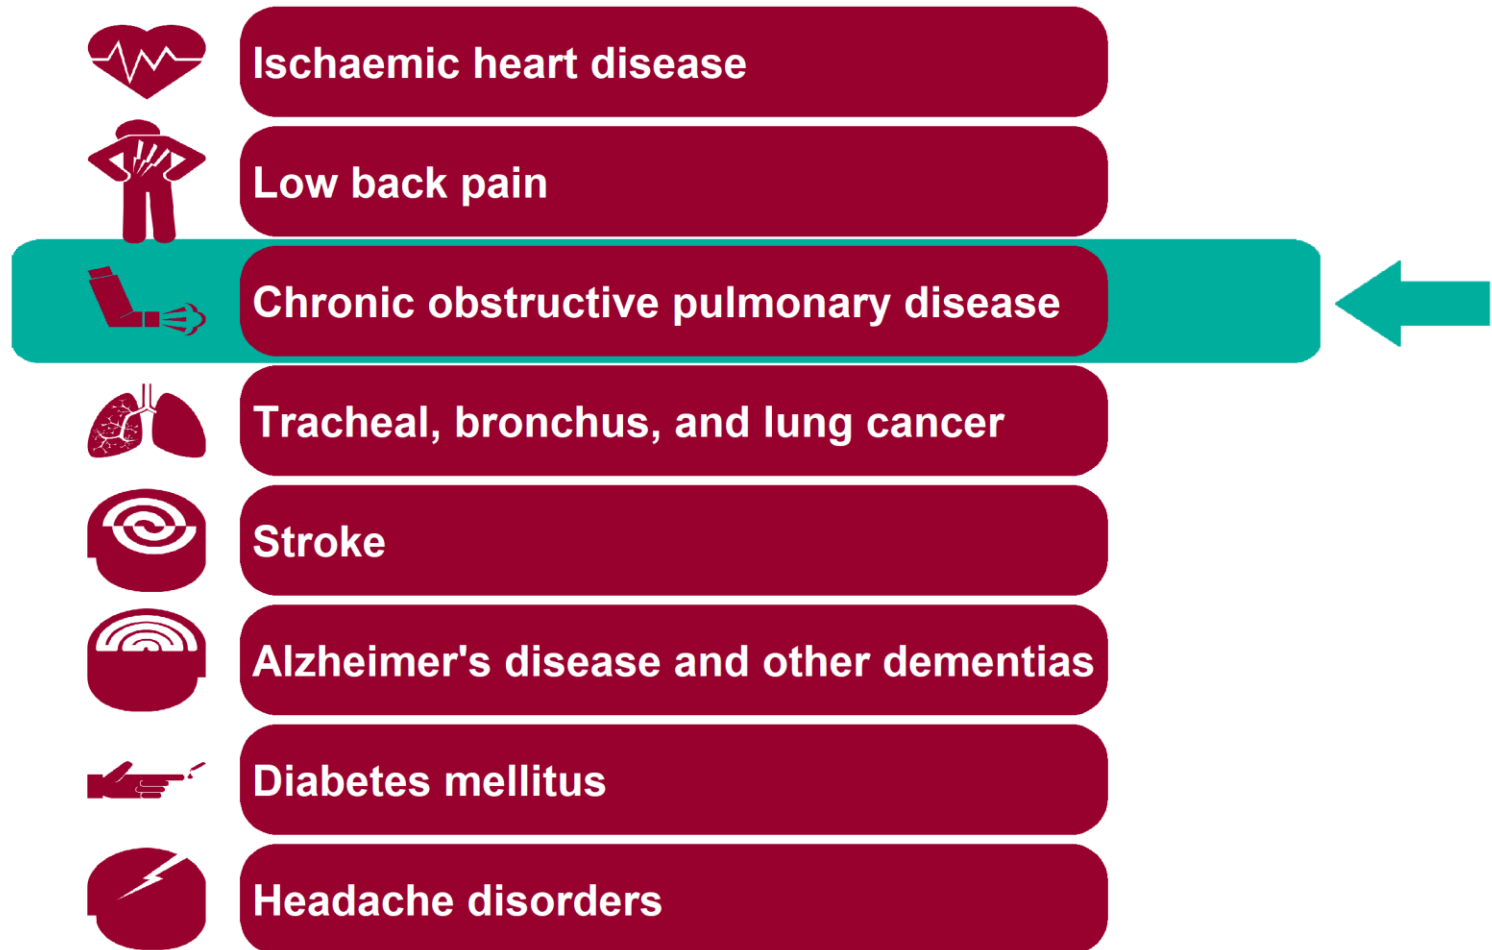 Ischaemic heart disease
Low back pain
Chronic obstructive pulmonary disease
Tracheal, bronchus, and lung cancer
Stroke
Alzheimer's disease and other dementias
Diabetes mellitus
Headache disorders